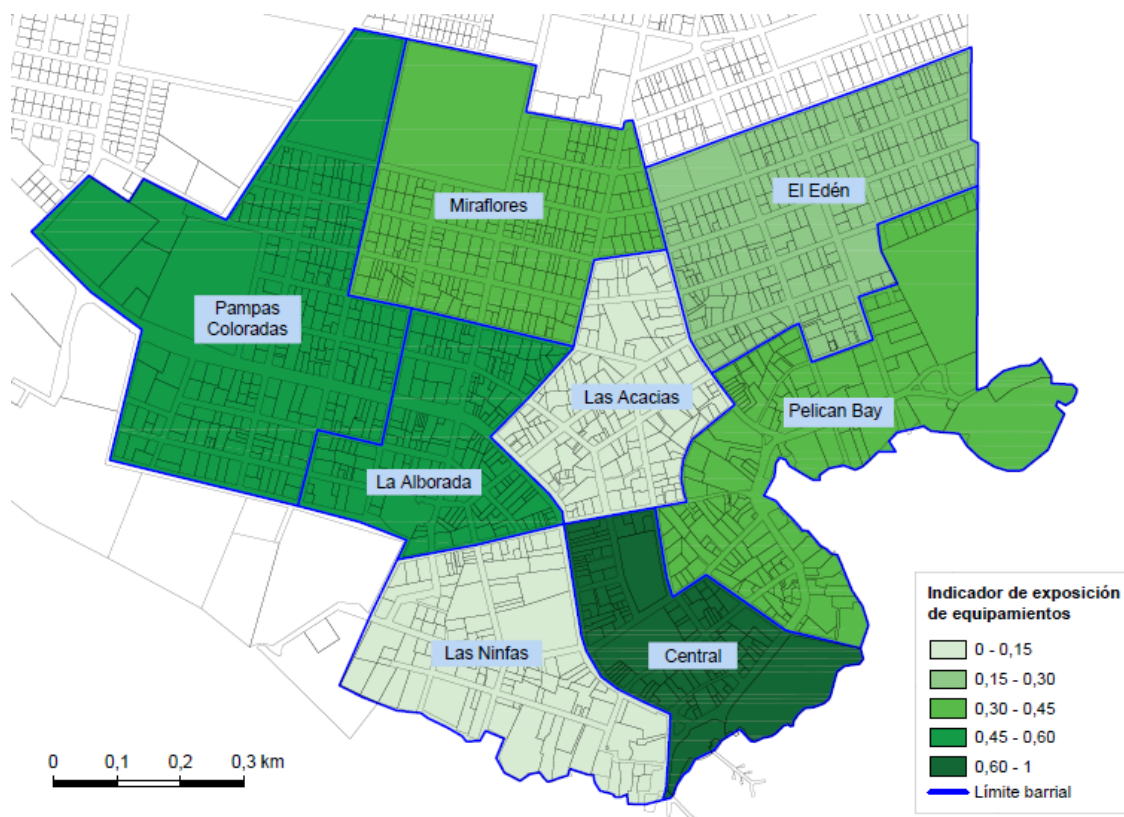 El Edén
Miraflores
Pampas
Coloradas
Las Acacias
Pelican Bay
La Alborada
Las Ninfas
Central
0 0,1 0,2 0,3 km
Indicador de exposición
de equipamientos
0 - 0,15
0,15 - 0,30
0,30 - 0,45
0,45 - 0,60
0,60 - 1
Límite barrial